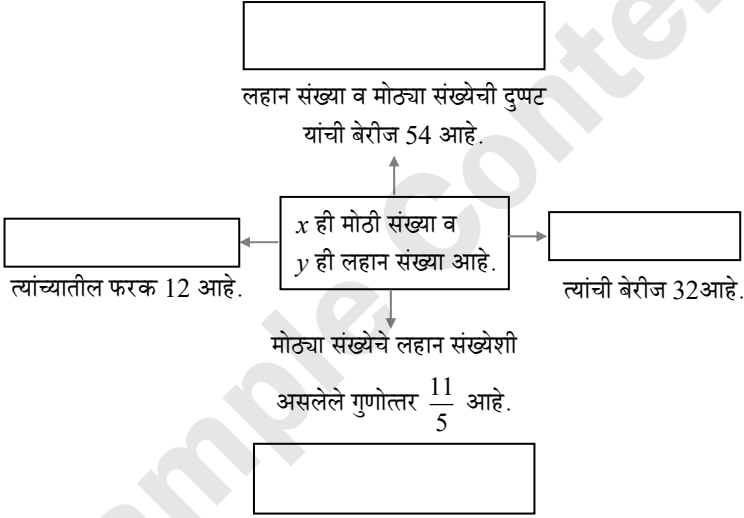 लहान संख्या व मोठ्या संख्येची दुप्पट
यांची बेरीज 54 आहे.
x ही मोठी संख्या व
y ही लहान संख्या आहे.
त्यांच्यातील फरक 12 आहे.
त्यांची बेरीज 32आहे.
मोठ्या संख्येचे लहान संख्येशी
असलेले गुणोत्तर 11/5 आहे.